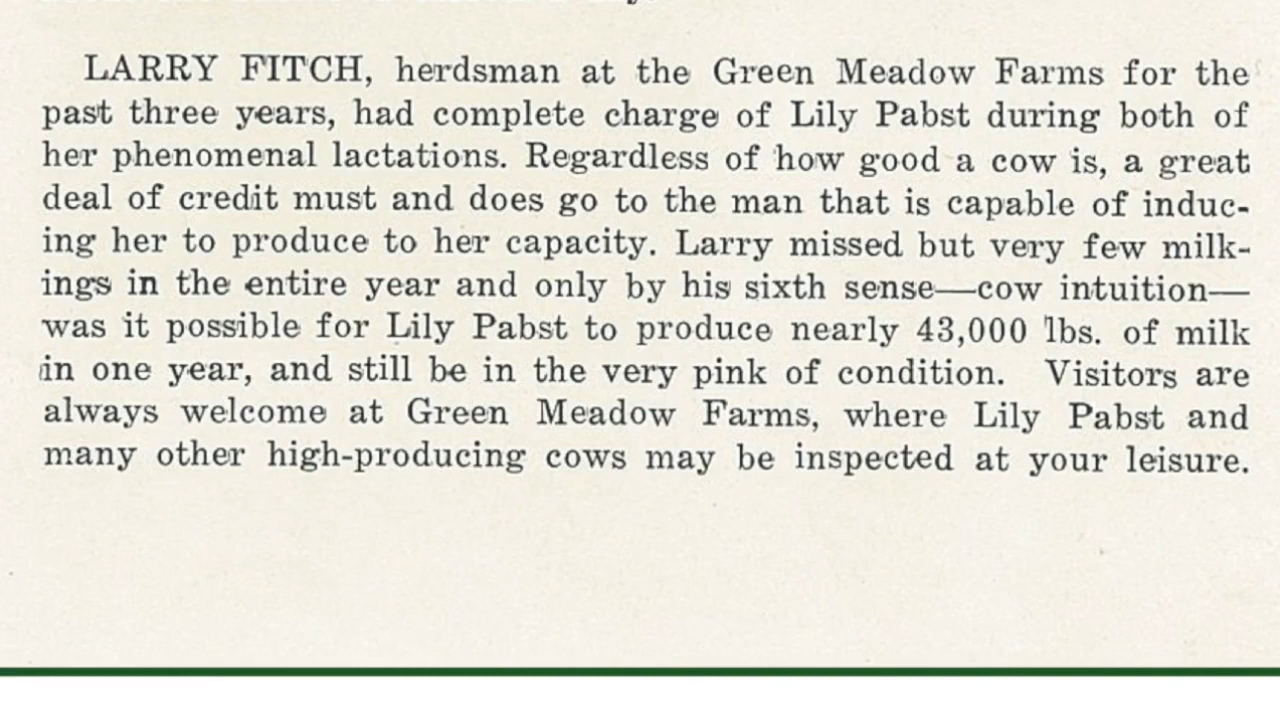 LARRY FITCH, herdsman at the Green Meadow Farms for the
past three years, had complete charge of Lily Pabst during both of
her phenomenal lactations. Regardless of how good a cow is, a great
deal of credit must and does go to the man that is capable of induc-
ing her to produce to her capacity. Larry missed but very few milk-
ings in the entire year and only by his sixth sense—cow intuition—
was it possible for Lily Pabst to produce nearly 43,000 lbs. of milk
in one year, and still be in the very pink of condition. Visitors are
always welcome at Green Meadow Farms, where Lily Pabst and
many other high-producing cows may be inspected at your leisure.